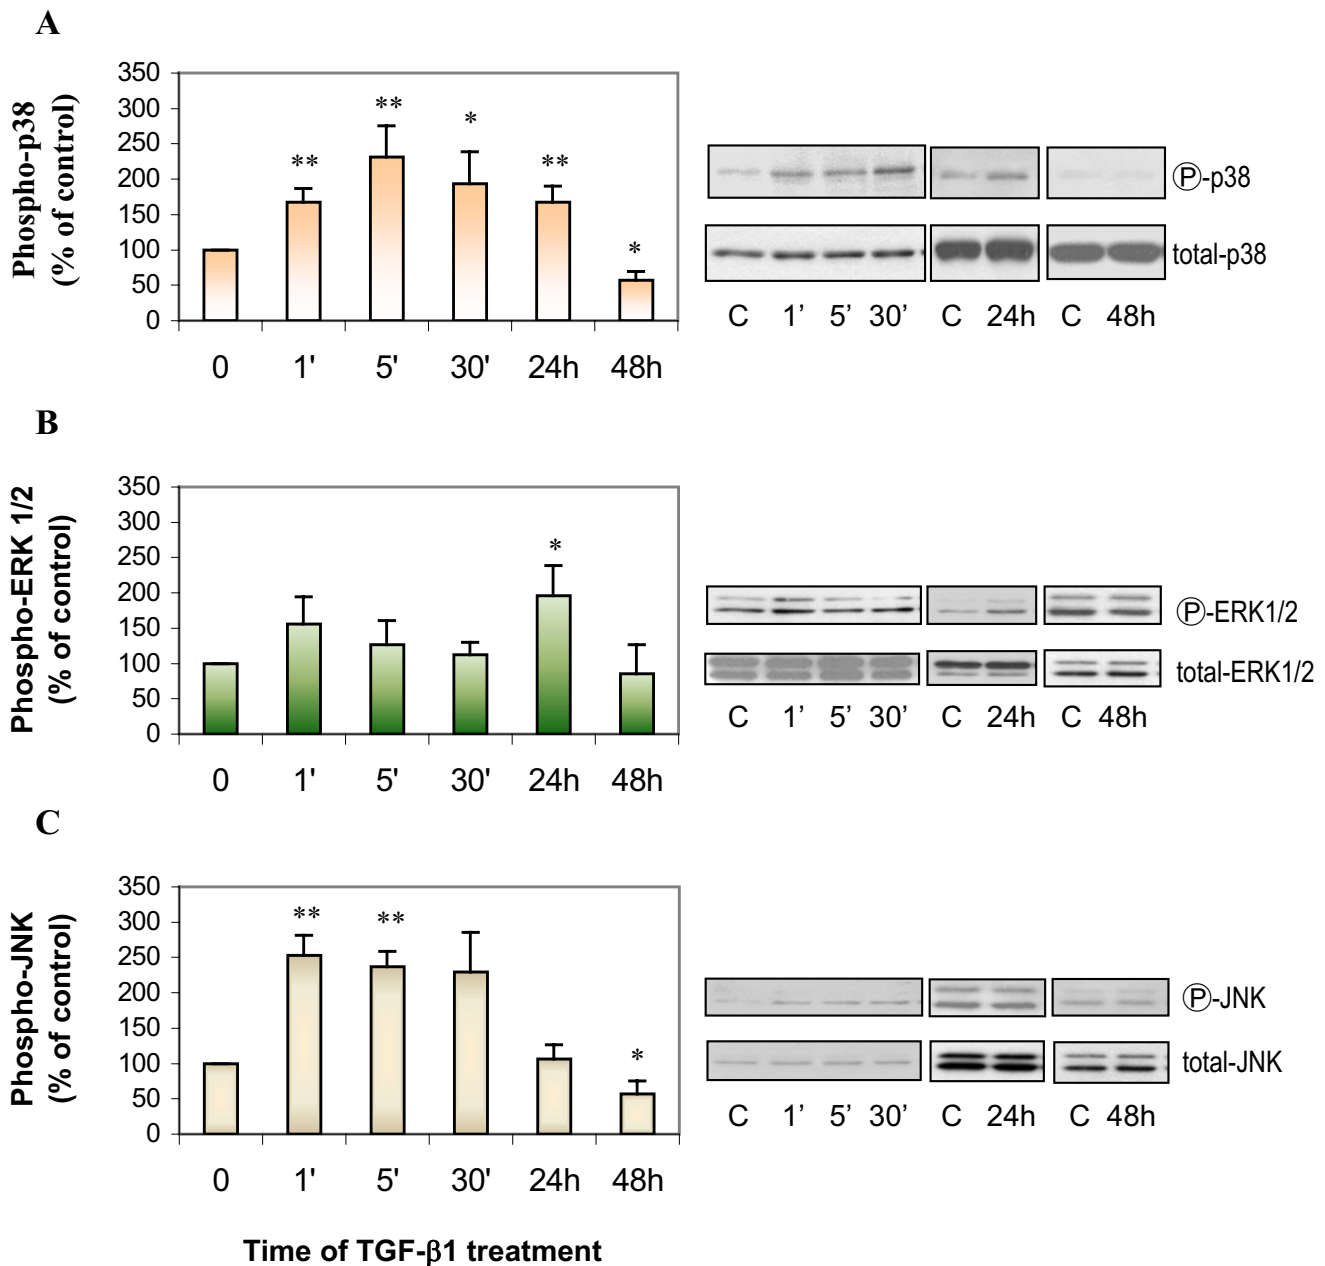 A
Phospho-p38
(% of control)
350
300
250
200
150
100
50
0
**
**
*
**
*
0 1' 5' 30' 24h 48h
Ⓟ-p38
total-p38
C 1’ 5’ 30’ C 24h C 48h
B
Phospho-ERK 1/2
(% of control)
350
300
250
200
150
100
50
0
*
0 1' 5' 30' 24h 48h
Ⓟ-ERK1/2
total-ERK1/2
C 1’ 5’ 30’ C 24h C 48h
C
Phospho-JNK
(% of control)
350
300
250
200
150
100
50
0
**
**
*
0 1' 5' 30' 24h 48h
Ⓟ-JNK
total-JNK
C 1’ 5’ 30’ C 24h C 48h
Time of TGF-β1 treatment